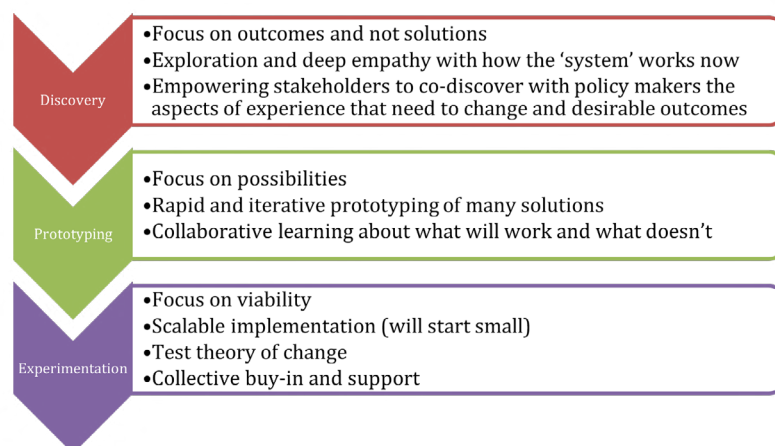 Discovery
•Focus on outcomes and not solutions
•Exploration and deep empathy with how the ‘system’ works now
•Empowering stakeholders to co-discover with policy makers the
aspects of experience that need to change and desirable outcomes
Prototyping
•Focus on possibilities
•Rapid and iterative prototyping of many solutions
•Collaborative learning about what will work and what doesn’t
Experimentation
•Focus on viability
•Scalable implementation (will start small)
•Test theory of change
•Collective buy-in and support